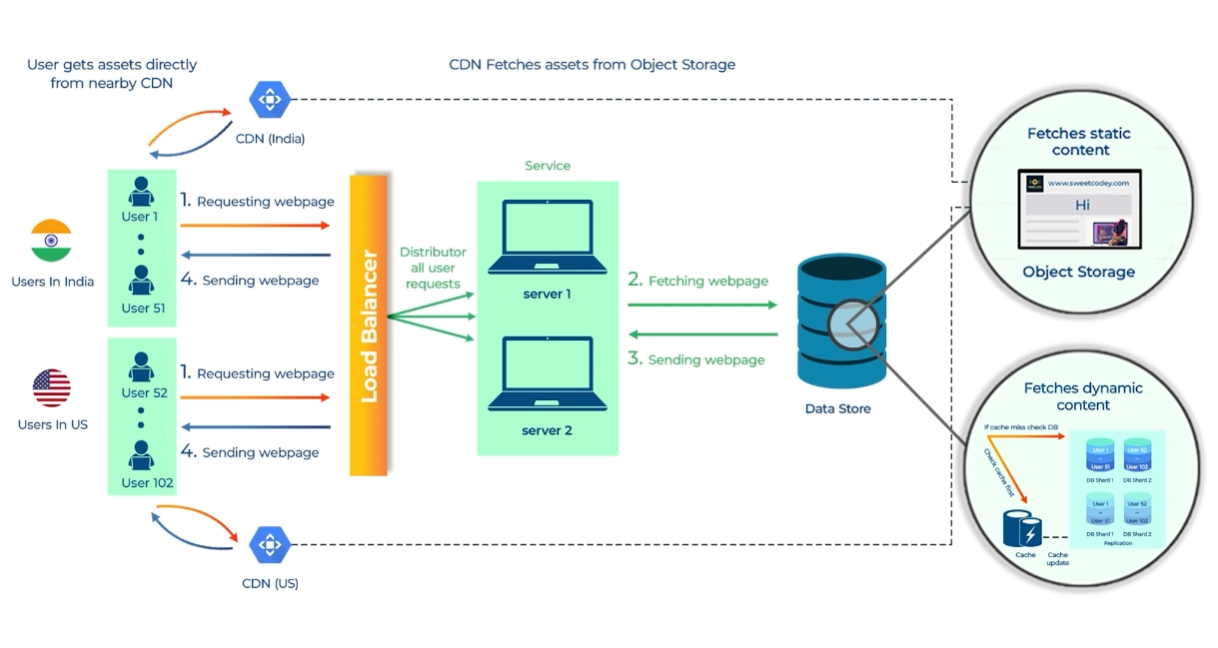 User gets assets directly
from nearby CDN
CDN Fetches assets from Object Storage
CDN (India)
Users In India
User 1
User 51
1. Requesting webpage
4. Sending webpage
Users In US
User 52
User 102
1. Requesting webpage
4. Sending webpage
CDN (US)
Load Balancer
Distributor
all user
requests
Service
server 1
server 2
2. Fetching webpage
3. Sending webpage
Data Store
Fetches static
content
www.sweetcodey.com
Hi
Object Storage
Fetches dynamic
content
If cache miss check DB
Check cache first
Cache
Cache
update
User 1
User 51
DB Shard 1
User 52
User 102
DB Shard 2
User 1
User 51
DB Shard 1
User 52
User 102
DB Shard 2
Replication